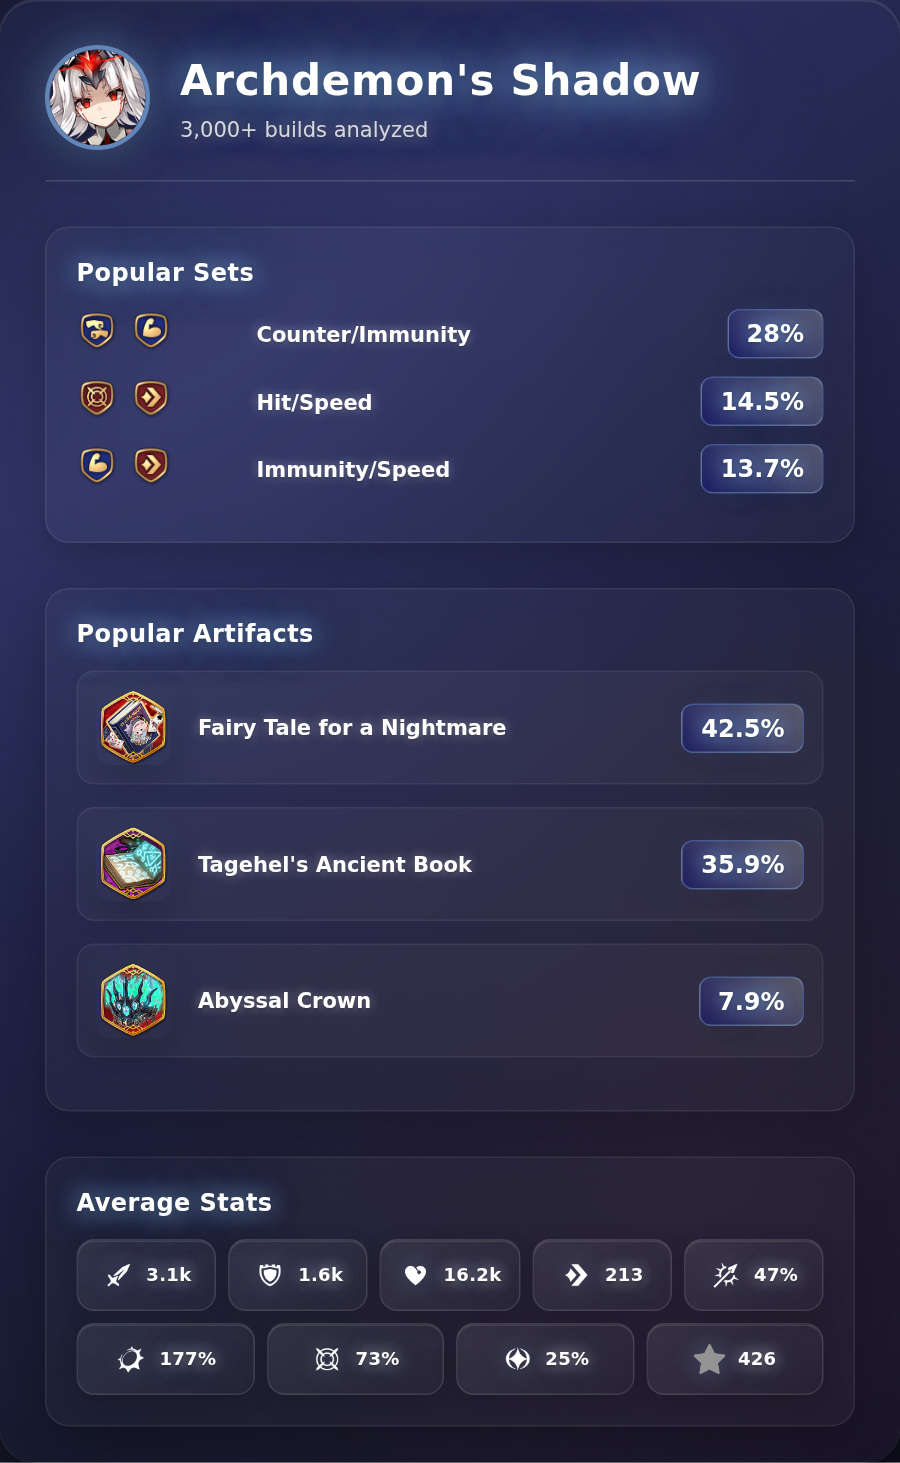 Archdemon's Shadow
3,000+ builds analyzed
Popular Sets
Counter/Immunity 28%
Hit/Speed 14.5%
Immunity/Speed 13.7%
Popular Artifacts
Fairy Tale for a Nightmare 42.5%
Tagehel's Ancient Book 35.9%
Abyssal Crown 7.9%
Average Stats
3.1k 1.6k 16.2k 213 47%
177% 73% 25% 426